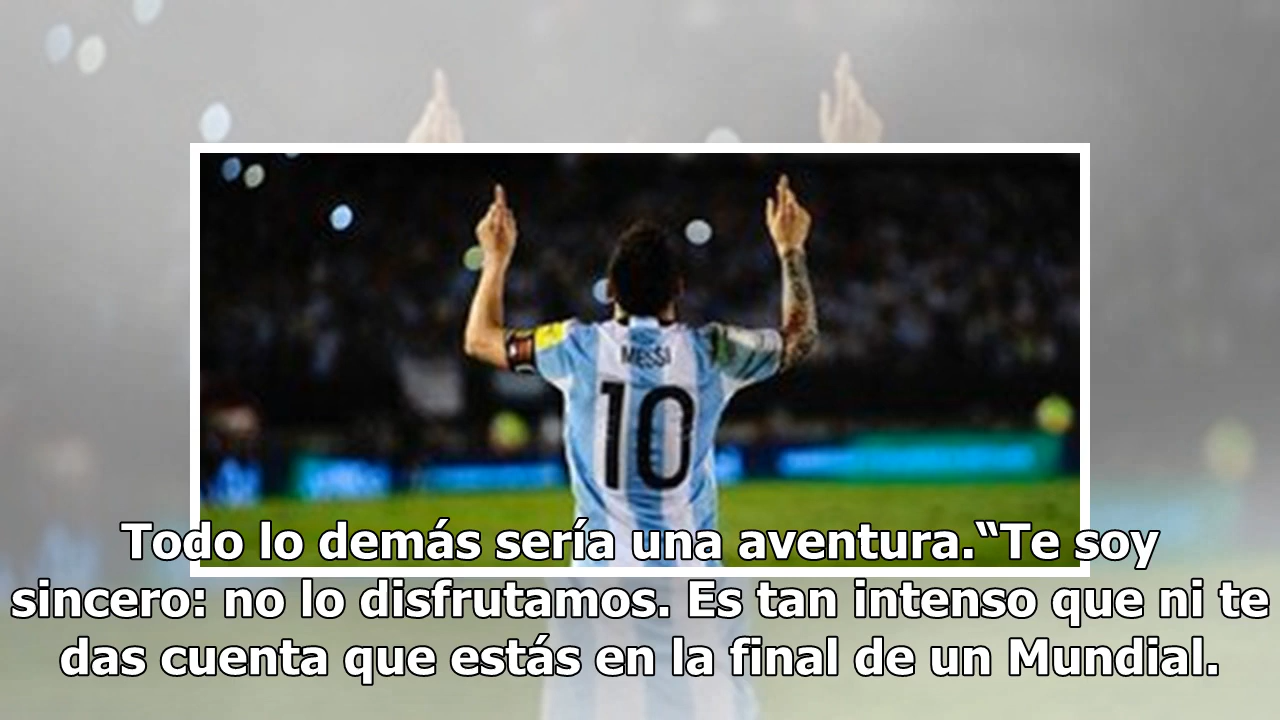 MESSI
10
Todo lo demás sería una aventura.“Te soy
sincero: no lo disfrutamos. Es tan intenso que ni te
das cuenta que estás en la final de un Mundial.